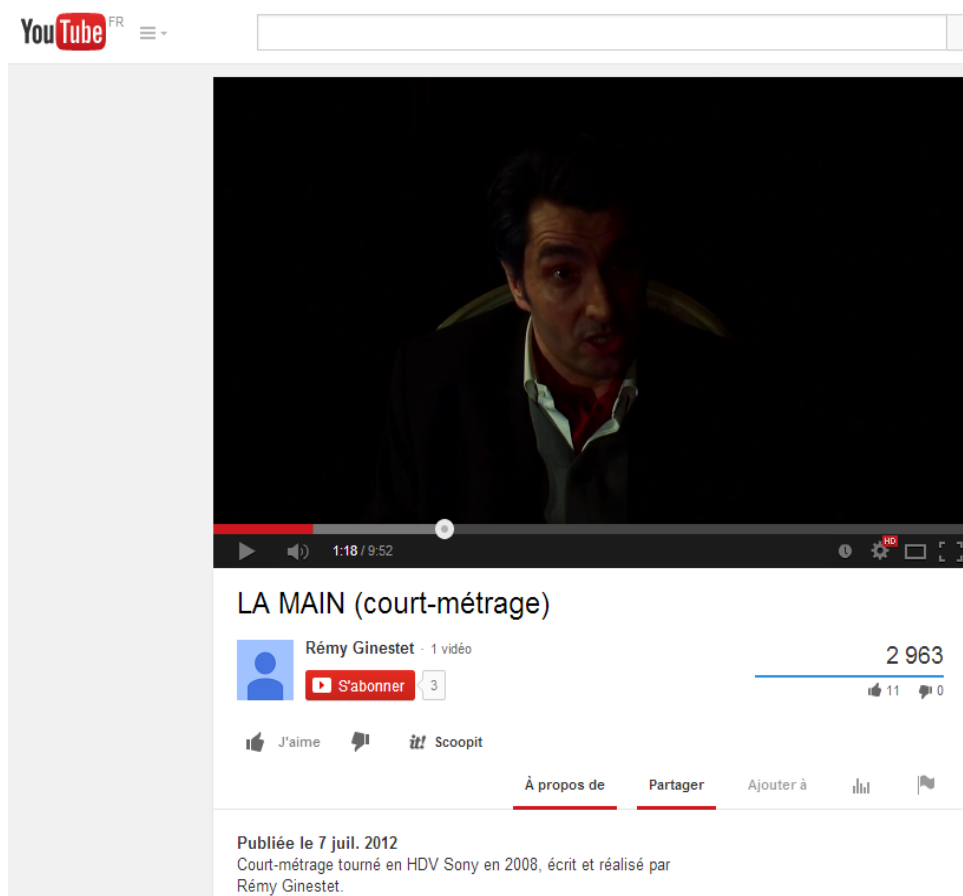 YouTube FR
1:18 / 9:52
HD
LA MAIN (court-métrage)
Rémy Ginestet · 1 vidéo
S'abonner 3
2 963
11 0
J'aime it! Scoopit
À propos de Partager Ajouter à
Publiée le 7 juil. 2012
Court-métrage tourné en HDV Sony en 2008, écrit et réalisé par
Rémy Ginestet.